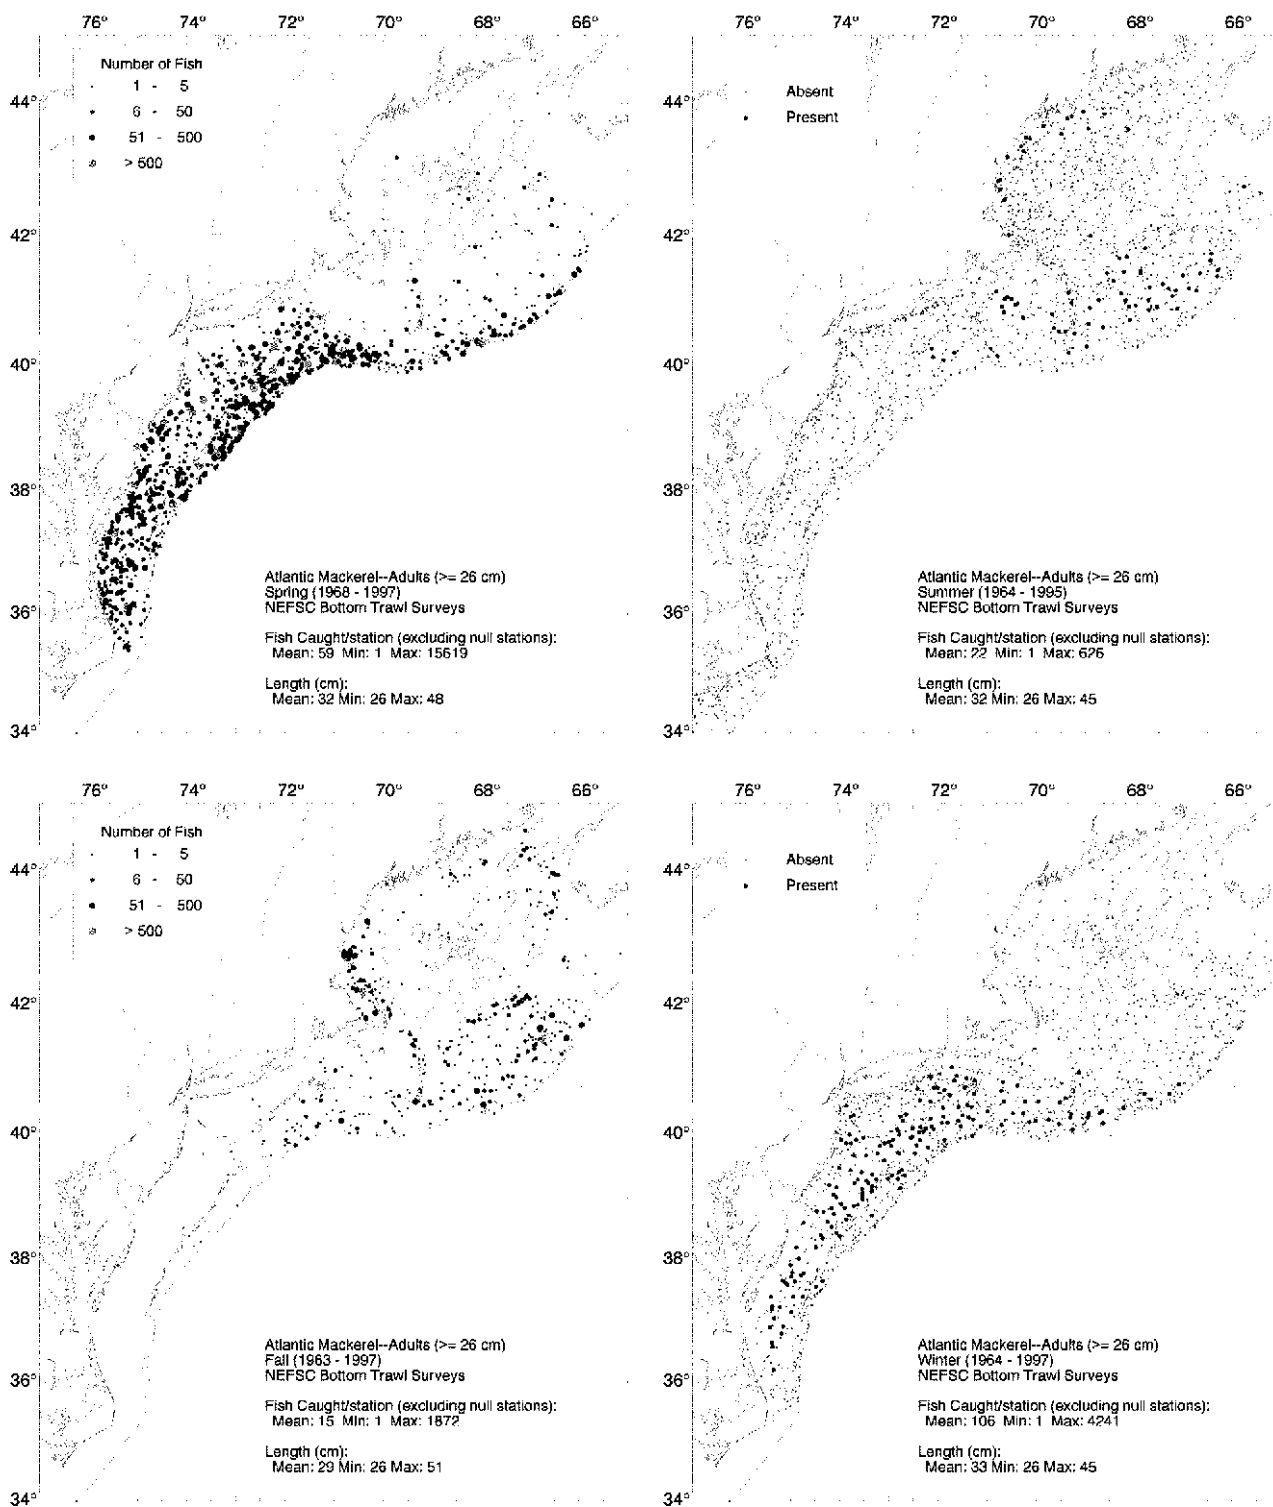 76° 74° 72° 70° 68° 66°
Number of Fish
1 - 5
6 - 50
51 - 500
> 500
44°
42°
40°
38°
36°
34°
Atlantic Mackerel--Adults (>= 26 cm)
Spring (1968 - 1997)
NEFSC Bottom Trawl Surveys
Fish Caught/station (excluding null stations):
Mean: 59 Min: 1 Max: 15619
Length (cm):
Mean: 32 Min: 26 Max: 48
76° 74° 72° 70° 68° 66°
Absent
Present
44°
42°
40°
38°
36°
34°
Atlantic Mackerel--Adults (>= 26 cm)
Summer (1964 - 1995)
NEFSC Bottom Trawl Surveys
Fish Caught/station (excluding null stations):
Mean: 22 Min: 1 Max: 626
Length (cm):
Mean: 32 Min: 26 Max: 45
76° 74° 72° 70° 68° 66°
Number of Fish
1 - 5
6 - 50
51 - 500
> 500
44°
42°
40°
38°
36°
34°
Atlantic Mackerel--Adults (>= 26 cm)
Fall (1963 - 1997)
NEFSC Bottom Trawl Surveys
Fish Caught/station (excluding null stations):
Mean: 15 Min: 1 Max: 1872
Length (cm):
Mean: 29 Min: 26 Max: 51
76° 74° 72° 70° 68° 66°
Absent
Present
44°
42°
40°
38°
36°
34°
Atlantic Mackerel--Adults (>= 26 cm)
Winter (1964 - 1997)
NEFSC Bottom Trawl Surveys
Fish Caught/station (excluding null stations):
Mean: 106 Min: 1 Max: 4241
Length (cm):
Mean: 33 Min: 26 Max: 45